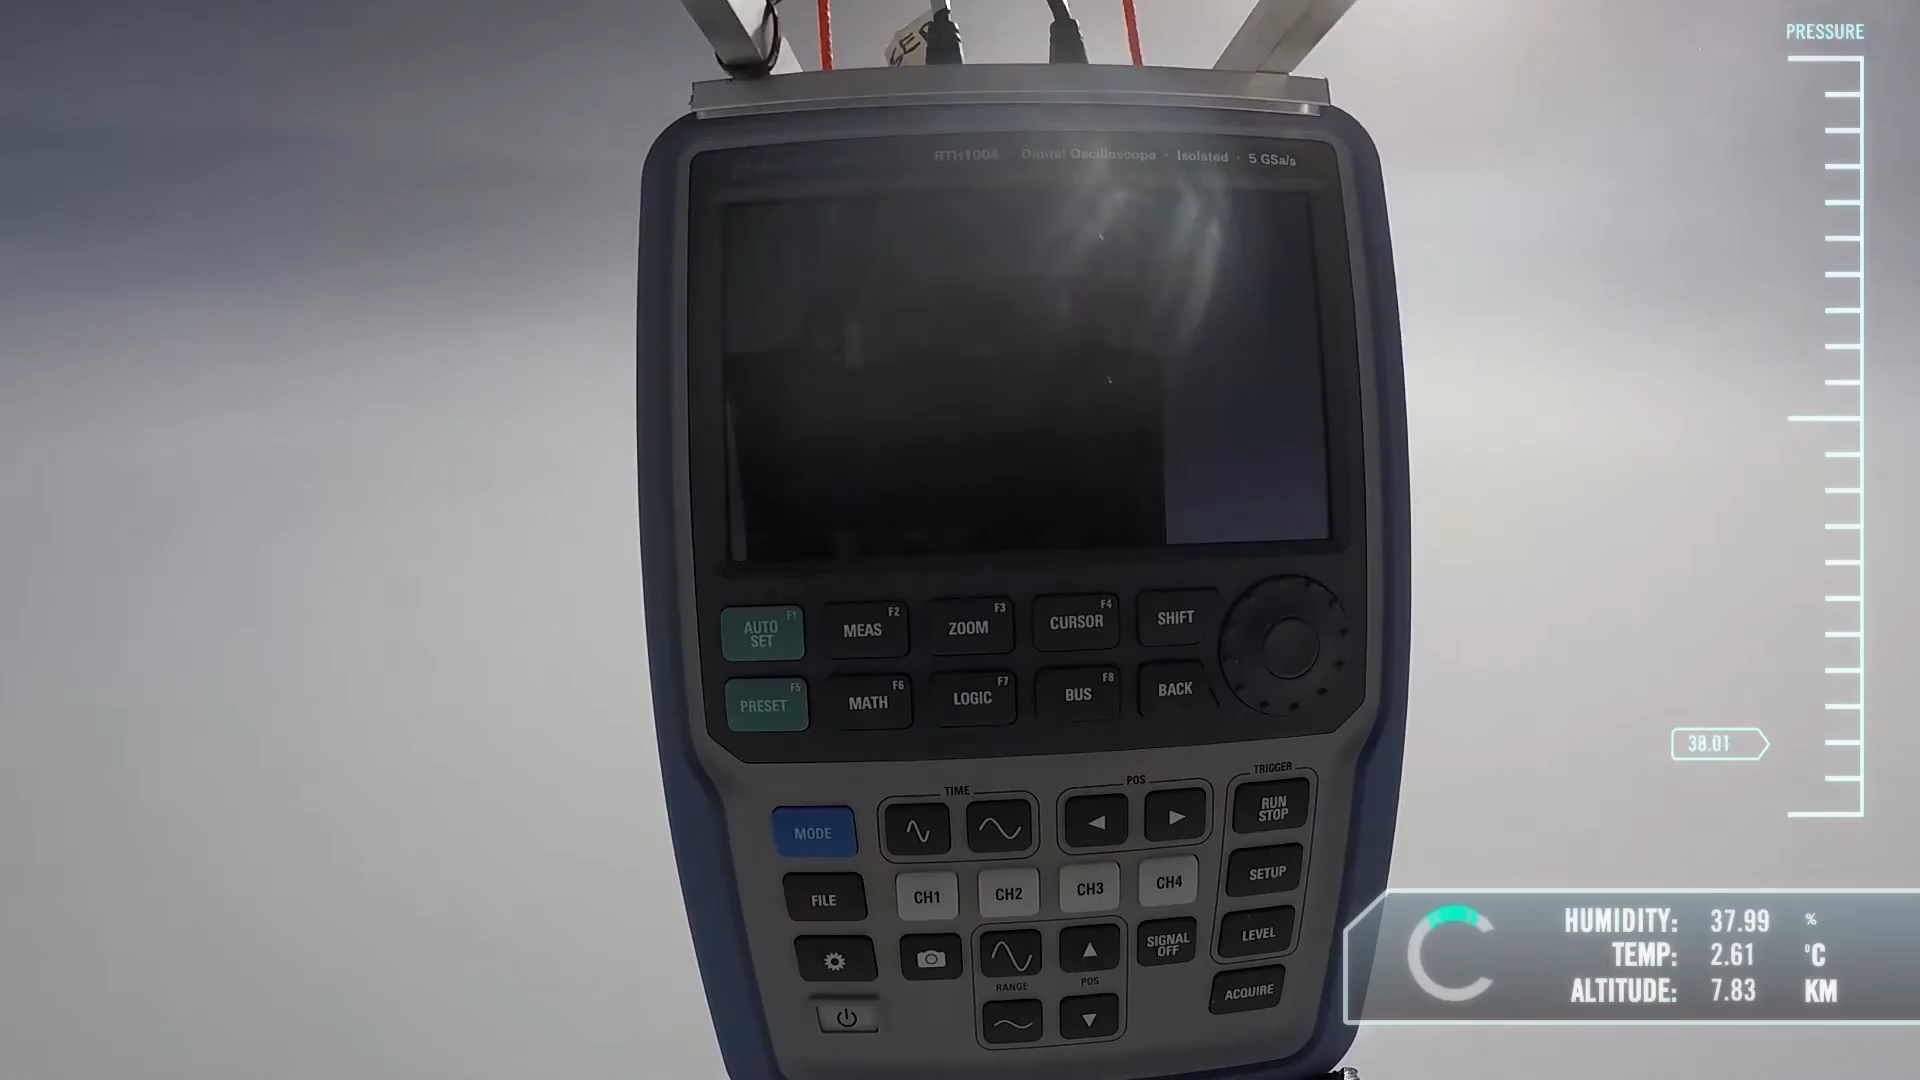 PRESSURE
RTH1004 · Digital Oscilloscope · Isolated · 5 GSa/s
F1 F2 F3 F4
AUTO SET MEAS ZOOM CURSOR SHIFT
F5 F6 F7 F8
PRESET MATH LOGIC BUS BACK
38.01
TIME POS TRIGGER
MODE RUN STOP
FILE CH1 CH2 CH3 CH4 SETUP
SIGNAL OFF LEVEL
RANGE POS ACQUIRE
HUMIDITY: 37.99 %
TEMP: 2.61 °C
ALTITUDE: 7.83 KM